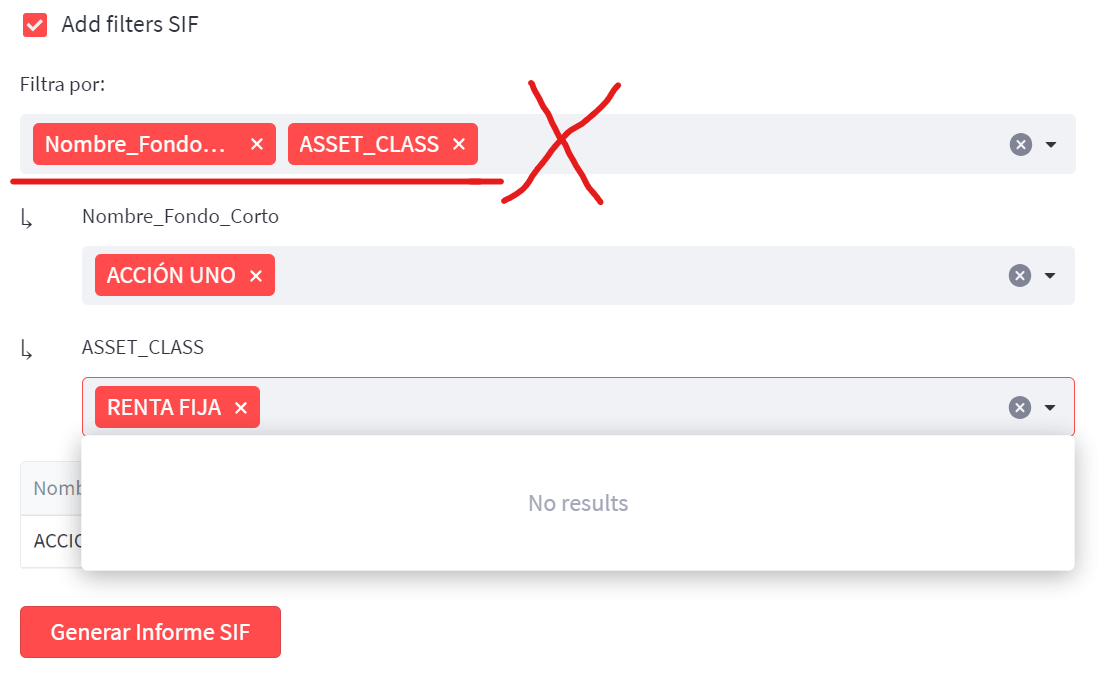 Add filters SIF
Filtra por:
Nombre_Fondo... × ASSET_CLASS ×
↳ Nombre_Fondo_Corto
ACCIÓN UNO ×
↳ ASSET_CLASS
RENTA FIJA ×
Nomb
No results
ACCIO
Generar Informe SIF